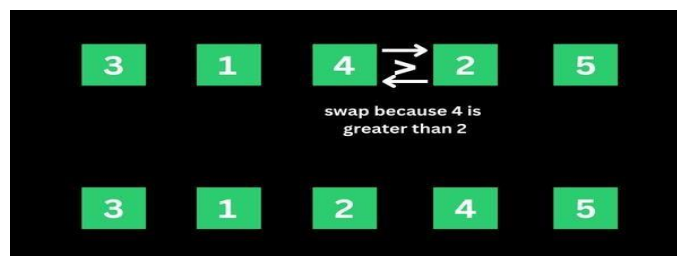 3 1 4 > 2 5
swap because 4 is
greater than 2
3 1 2 4 5